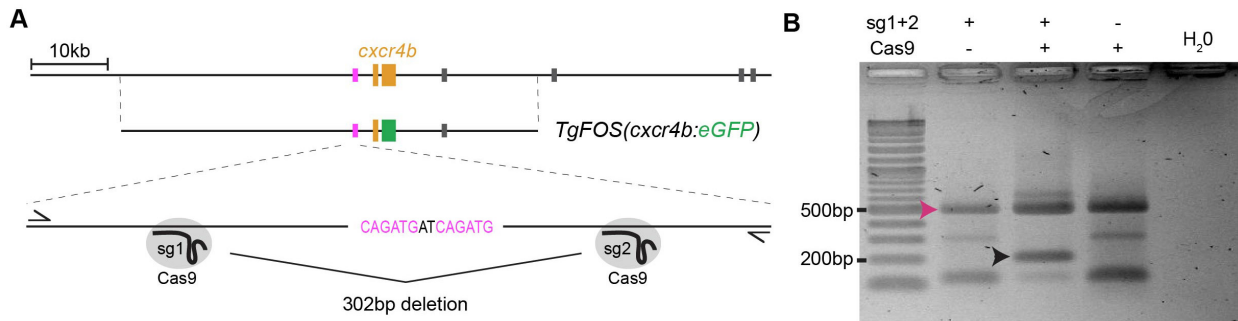 A
10kb
cxcr4b
TgFOS(cxcr4b:eGFP)
CAGATGATCAGATG
sg1
Cas9
sg2
Cas9
302bp deletion
B
sg1+2 + + -
Cas9 - + + H20
500bp
200bp